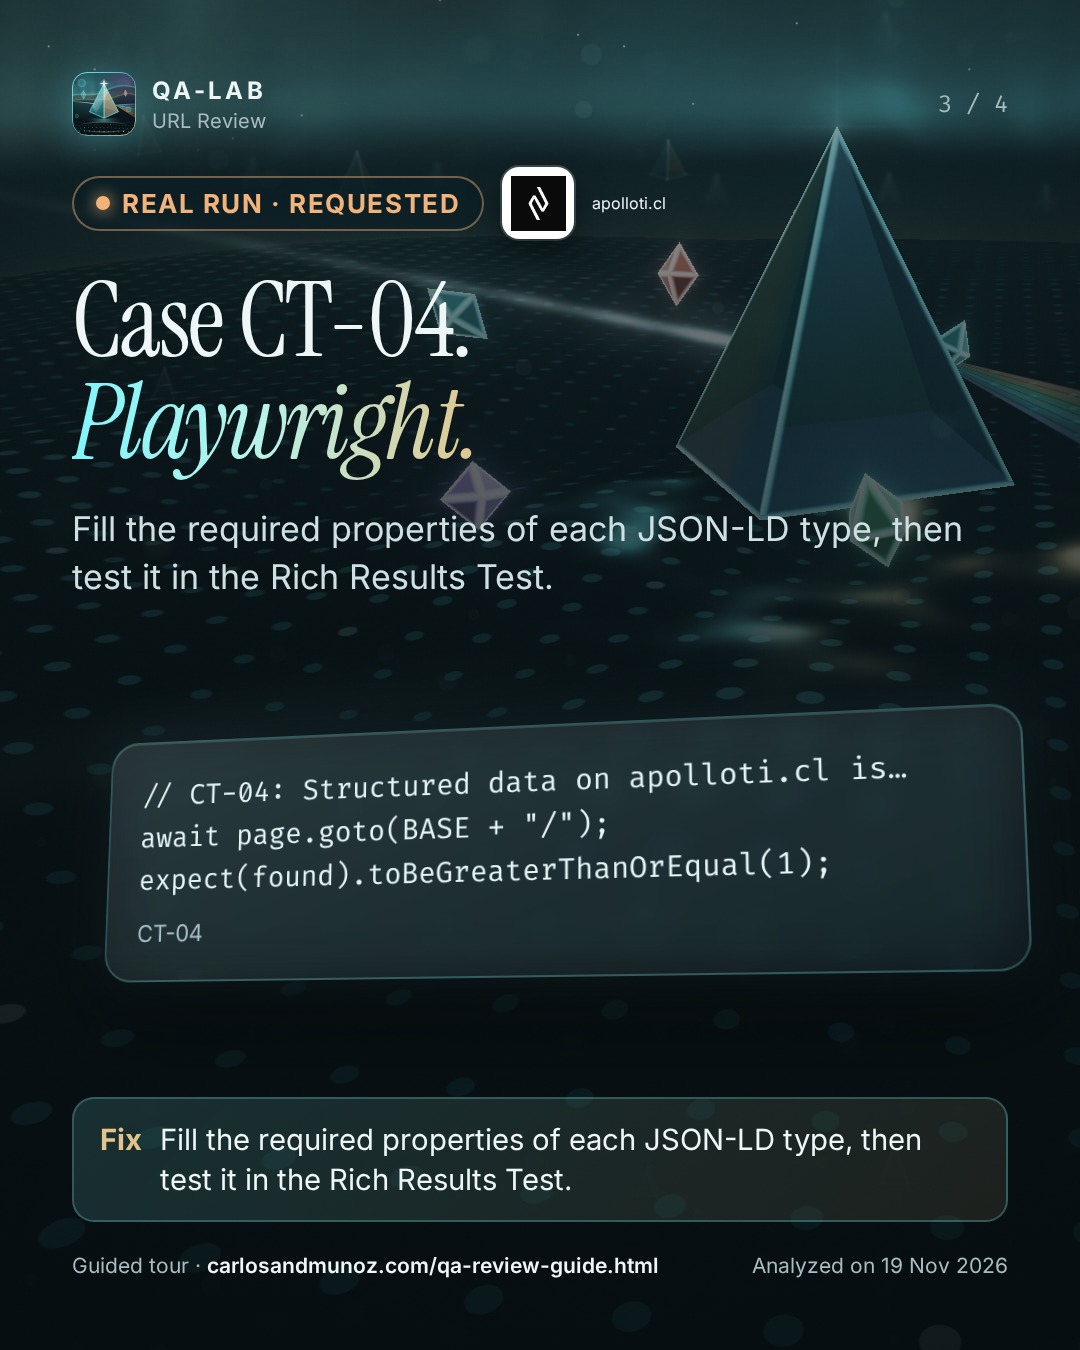 QA-LAB
URL Review
3 / 4
REAL RUN · REQUESTED
apolloti.cl
Case CT-04.
Playwright.
Fill the required properties of each JSON-LD type, then
test it in the Rich Results Test.
// CT-04: Structured data on apolloti.cl is…
await page.goto(BASE + "/");
expect(found).toBeGreaterThanOrEqual(1);
CT-04
Fix Fill the required properties of each JSON-LD type, then
test it in the Rich Results Test.
Guided tour · carlosandmunoz.com/qa-review-guide.html
Analyzed on 19 Nov 2026